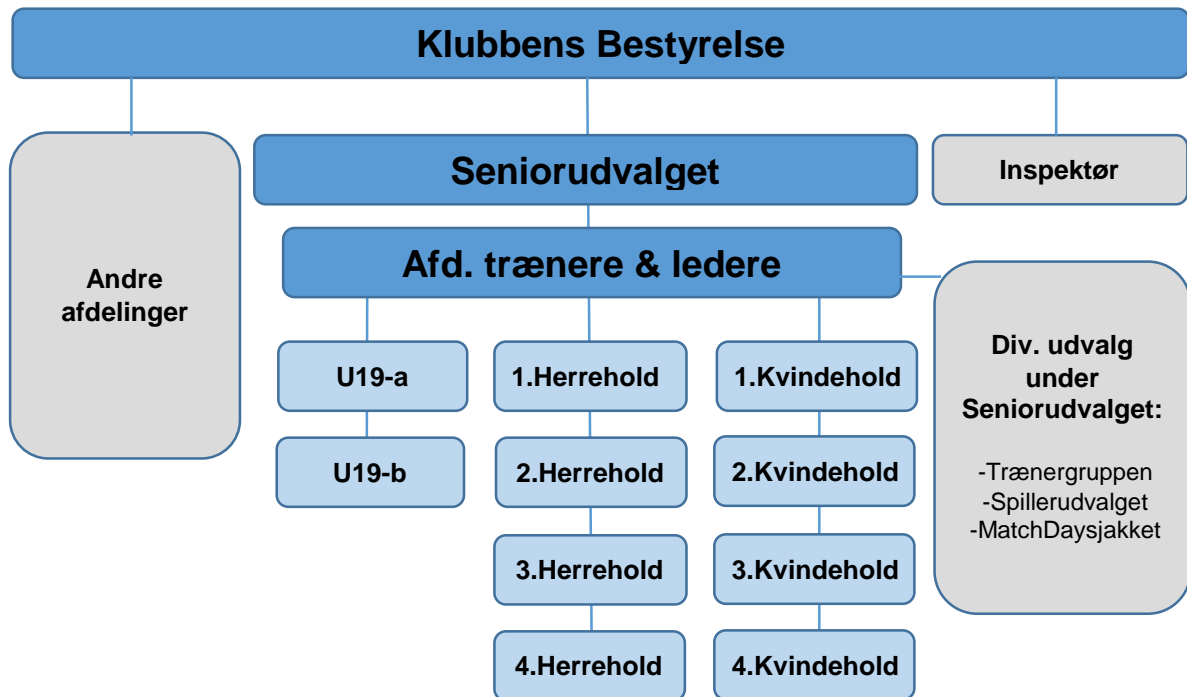 Klubbens Bestyrelse
Andre
afdelinger
Seniorudvalget
Inspektør
Afd. trænere & ledere
U19-a
U19-b
1.Herrehold
2.Herrehold
3.Herrehold
4.Herrehold
1.Kvindehold
2.Kvindehold
3.Kvindehold
4.Kvindehold
Div. udvalg
under
Seniorudvalget:
-Trænergruppen
-Spillerudvalget
-MatchDaysjakket